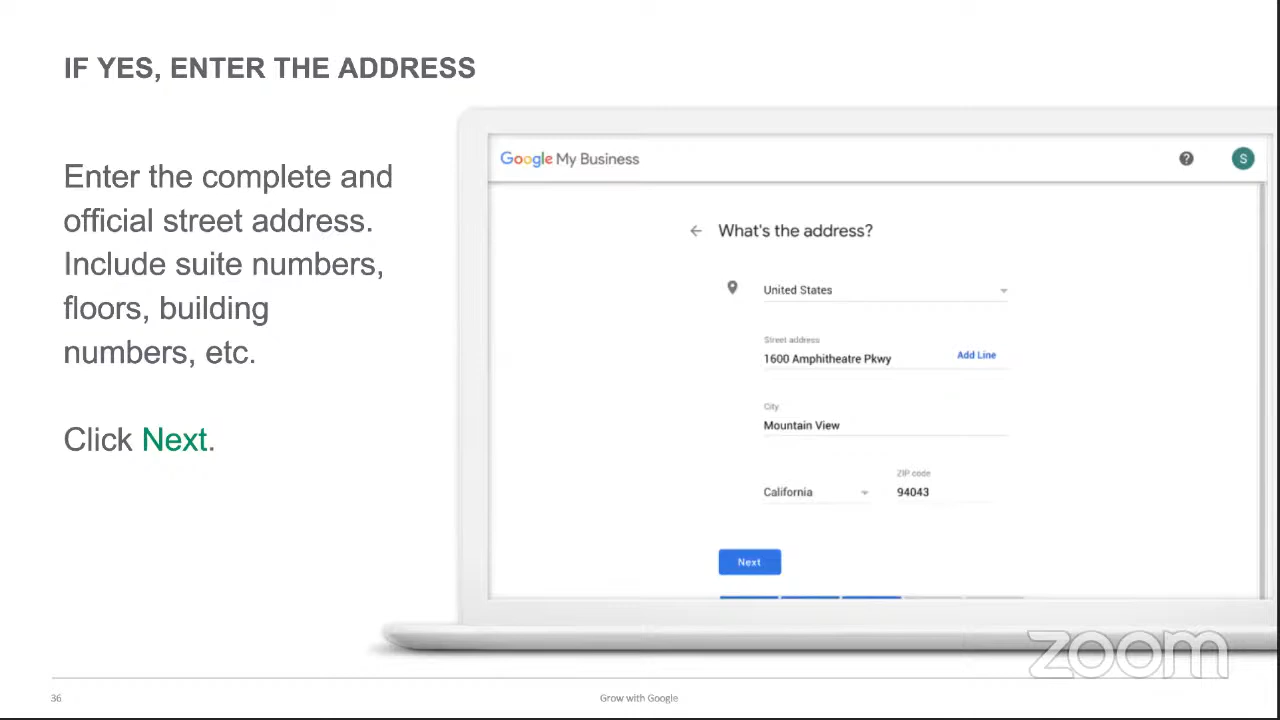 IF YES, ENTER THE ADDRESS
Enter the complete and
official street address.
Include suite numbers,
floors, building
numbers, etc.
Click Next.
Google My Business
?
S
← What's the address?
United States
Street address
1600 Amphitheatre Pkwy
Add Line
City
Mountain View
ZIP code
California
94043
Next
zoom
36
Grow with Google